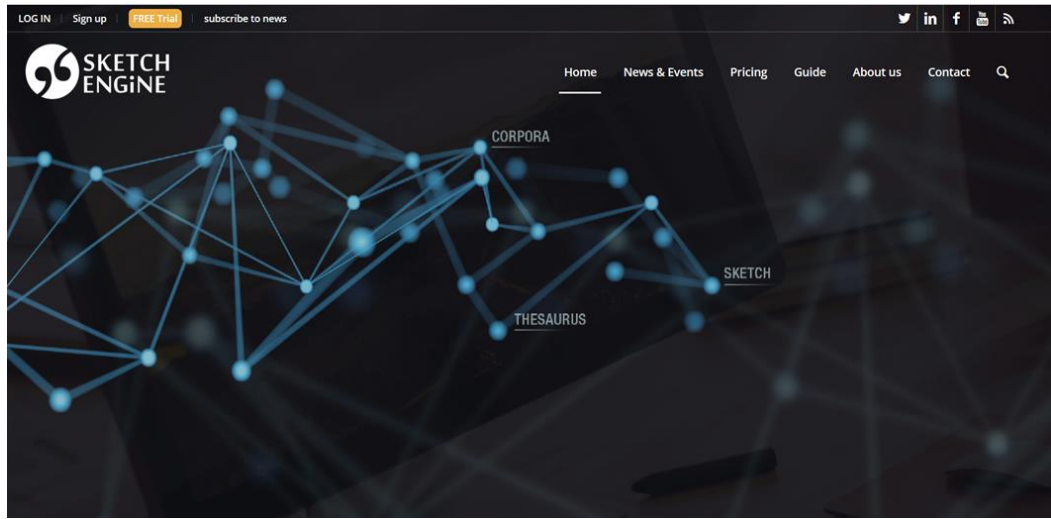 LOG IN Sign up FREE Trial subscribe to news
SKETCH
ENGiNE
Home News & Events Pricing Guide About us Contact
CORPORA
SKETCH
THESAURUS